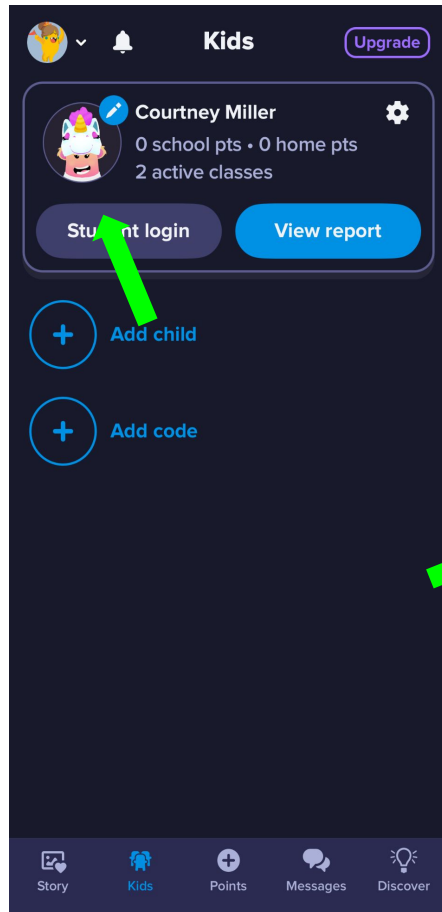 Kids
Upgrade
Courtney Miller
0 school pts • 0 home pts
2 active classes
Student login
View report
Add child
Add code
Story
Kids
Points
Messages
Discover